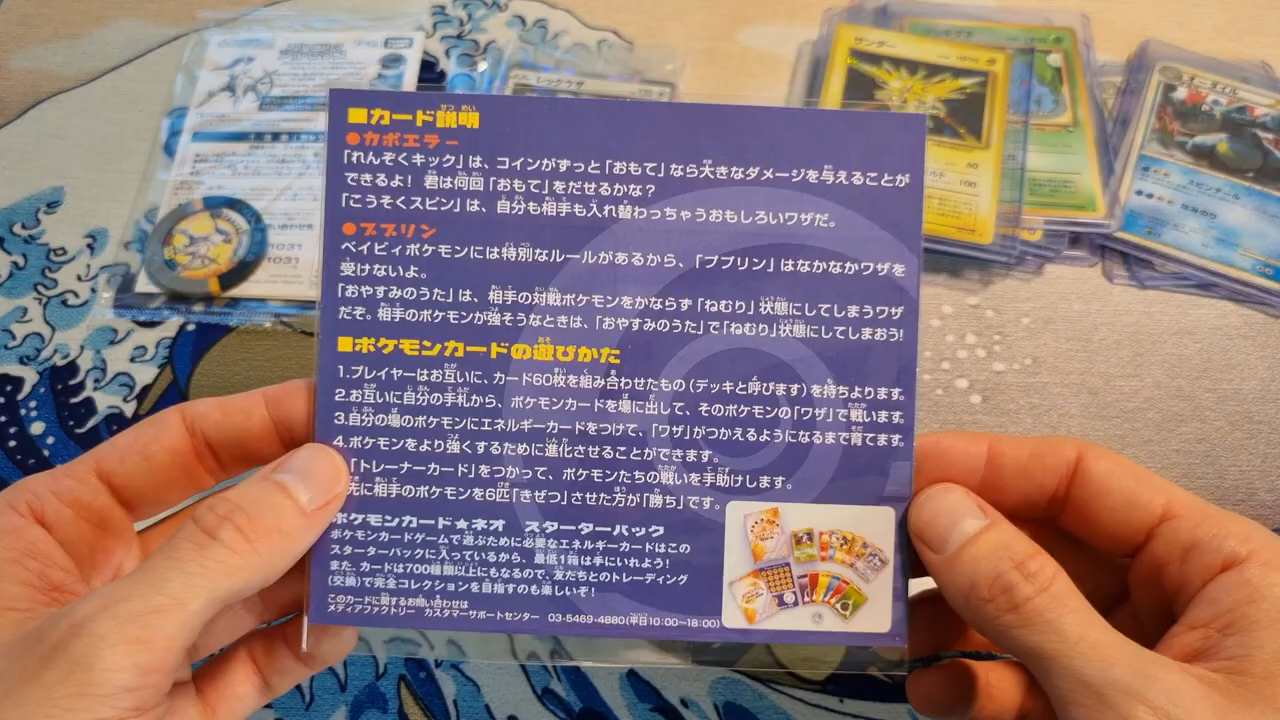 サンダー
オーダイル
レックウザ
60
100
スピンテール
なみのり
1031
1031
■カード説明
●カポエラー
「れんぞくキック」は、コインがずっと「おもて」なら大きなダメージを与えることが
できるよ! 君は何回「おもて」をだせるかな?
「こうそくスピン」は、自分も相手も入れ替わっちゃうおもしろいワザだ。
●ププリン
ベイビィポケモンには特別なルールがあるから、「ププリン」はなかなかワザを
受けないよ。
「おやすみのうた」は、相手の対戦ポケモンをかならず「ねむり」状態にしてしまうワザ
だぞ。相手のポケモンが強そうなときは、「おやすみのうた」で「ねむり」状態にしてしまおう!
■ポケモンカードの遊びかた
1.プレイヤーはお互いに、カード60枚を組み合わせたもの(デッキと呼びます)を持ちよります。
2.お互いに自分の手札から、ポケモンカードを場に出して、そのポケモンの「ワザ」で戦います。
3.自分の場のポケモンにエネルギーカードをつけて、「ワザ」がつかえるようになるまで育てます。
4.ポケモンをより強くするために進化させることができます。
「トレーナーカード」をつかって、ポケモンたちの戦いを手助けします。
先に相手のポケモンを6匹「きぜつ」させた方が「勝ち」です。
ポケモンカード★ネオ スターターパック
ポケモンカードゲームで遊ぶために必要なエネルギーカードはこの
スターターパックに入っているから、最低1箱は手にいれよう!
また、カードは700種類以上にもなるので、友だちとのトレーディング
(交換)で完全コレクションを目指すのも楽しいぞ!
このカードに関するお問い合わせは
メディアファクトリー カスタマーサポートセンター 03-5469-4880(平日10:00~18:00)